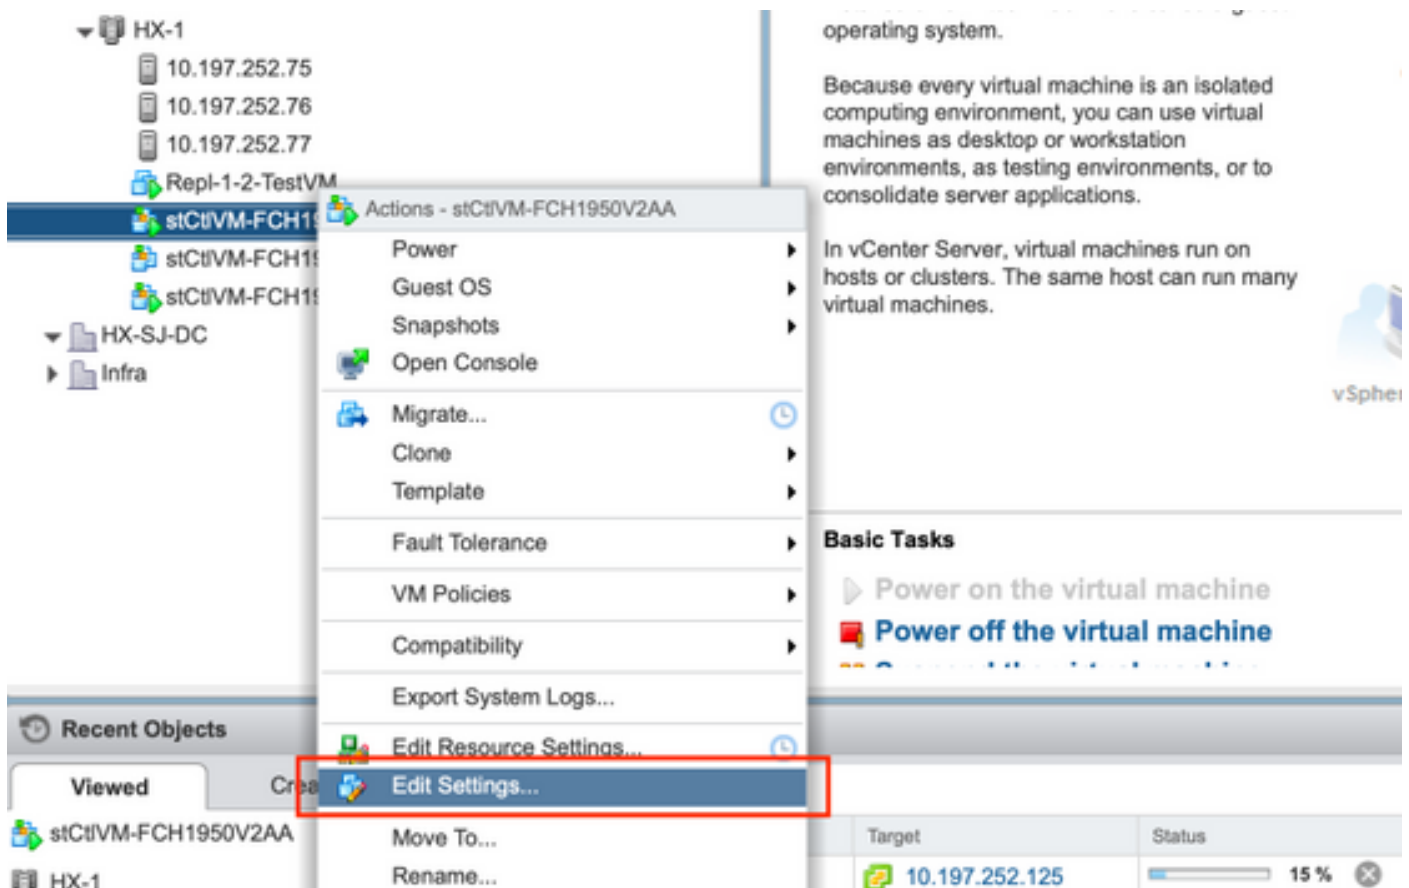 HX-1
10.197.252.75
10.197.252.76
10.197.252.77
Repl-1-2-TestVM
stCtlVM-FCH1
stCtlVM-FCH1
stCtlVM-FCH1
HX-SJ-DC
Infra
Actions - stCtlVM-FCH1950V2AA
Power
Guest OS
Snapshots
Open Console
Migrate...
Clone
Template
Fault Tolerance
VM Policies
Compatibility
Export System Logs...
Edit Resource Settings...
Edit Settings...
Move To...
Rename...
operating system.
Because every virtual machine is an isolated
computing environment, you can use virtual
machines as desktop or workstation
environments, as testing environments, or to
consolidate server applications.
In vCenter Server, virtual machines run on
hosts or clusters. The same host can run many
virtual machines.
vSpher
Basic Tasks
Power on the virtual machine
Power off the virtual machine
Recent Objects
Viewed
Crea
stCtlVM-FCH1950V2AA
HX-1
Target
Status
10.197.252.125
15 %